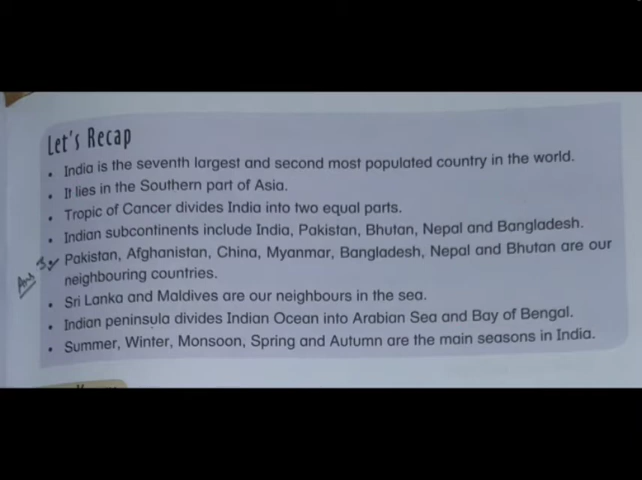 Let's Recap
• India is the seventh largest and second most populated country in the world.
• It lies in the Southern part of Asia.
• Tropic of Cancer divides India into two equal parts.
• Indian subcontinents include India, Pakistan, Bhutan, Nepal and Bangladesh.
Ans 3. Pakistan, Afghanistan, China, Myanmar, Bangladesh, Nepal and Bhutan are our
neighbouring countries.
• Sri Lanka and Maldives are our neighbours in the sea.
• Indian peninsula divides Indian Ocean into Arabian Sea and Bay of Bengal.
• Summer, Winter, Monsoon, Spring and Autumn are the main seasons in India.